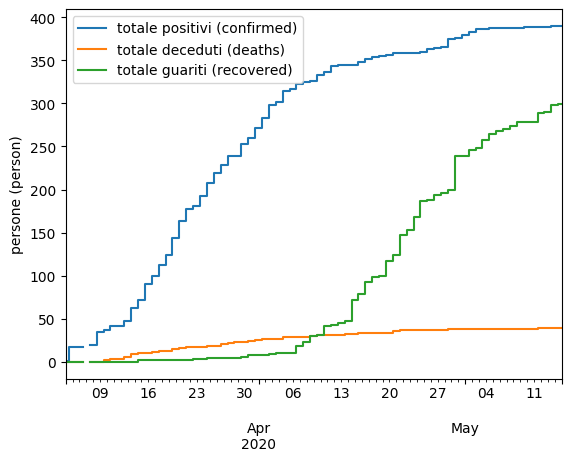 totale positivi (confirmed)
totale deceduti (deaths)
totale guariti (recovered)
persone (person)
400
350
300
250
200
150
100
50
0
09 16 23 30 06 13 20 27 04 11
Apr May
2020